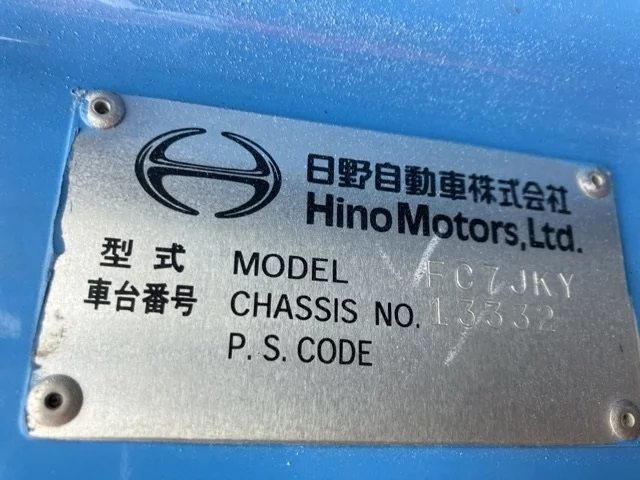 日野自動車株式会社
Hino Motors, Ltd.
型式 MODEL FC7JKY
車台番号 CHASSIS NO. 13332
P. S. CODE